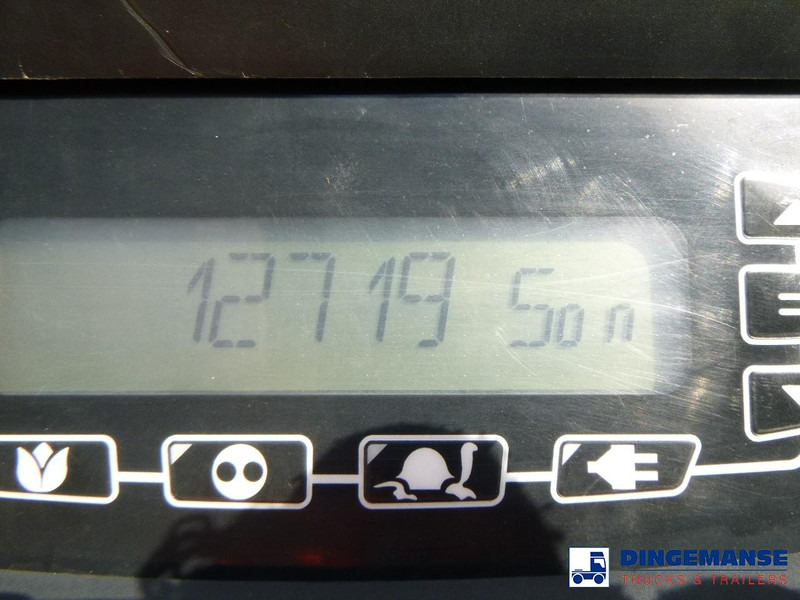 12719 Son
DINGEMANSE
TRUCKS & TRAILERS